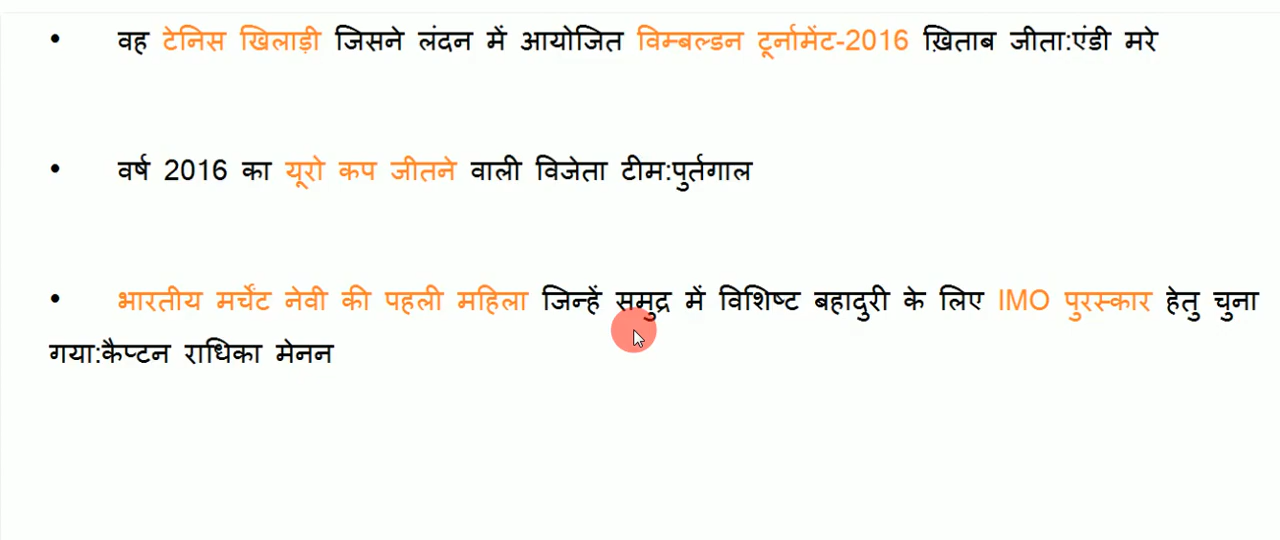 • वह टेनिस खिलाड़ी जिसने लंदन में आयोजित विम्बल्डन टूर्नामेंट-2016 ख़िताब जीता:एंडी मरे
• वर्ष 2016 का यूरो कप जीतने वाली विजेता टीम:पुर्तगाल
• भारतीय मर्चेंट नेवी की पहली महिला जिन्हें समुद्र में विशिष्ट बहादुरी के लिए IMO पुरस्कार हेतु चुना
गया:कैप्टन राधिका मेनन